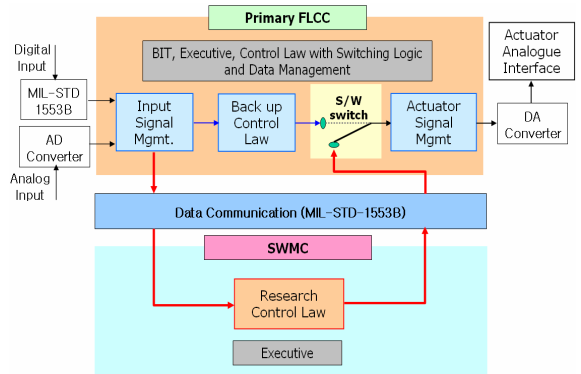 Primary FLCC
BIT, Executive, Control Law with Switching Logic
and Data Management
Digital
Input
MIL-STD
1553B
AD
Converter
Analog
Input
Input
Signal
Mgmt.
Back up
Control
Law
S/W
switch
Actuator
Signal
Mgmt
DA
Converter
Actuator
Analogue
Interface
Data Communication (MIL-STD-1553B)
SWMC
Research
Control Law
Executive